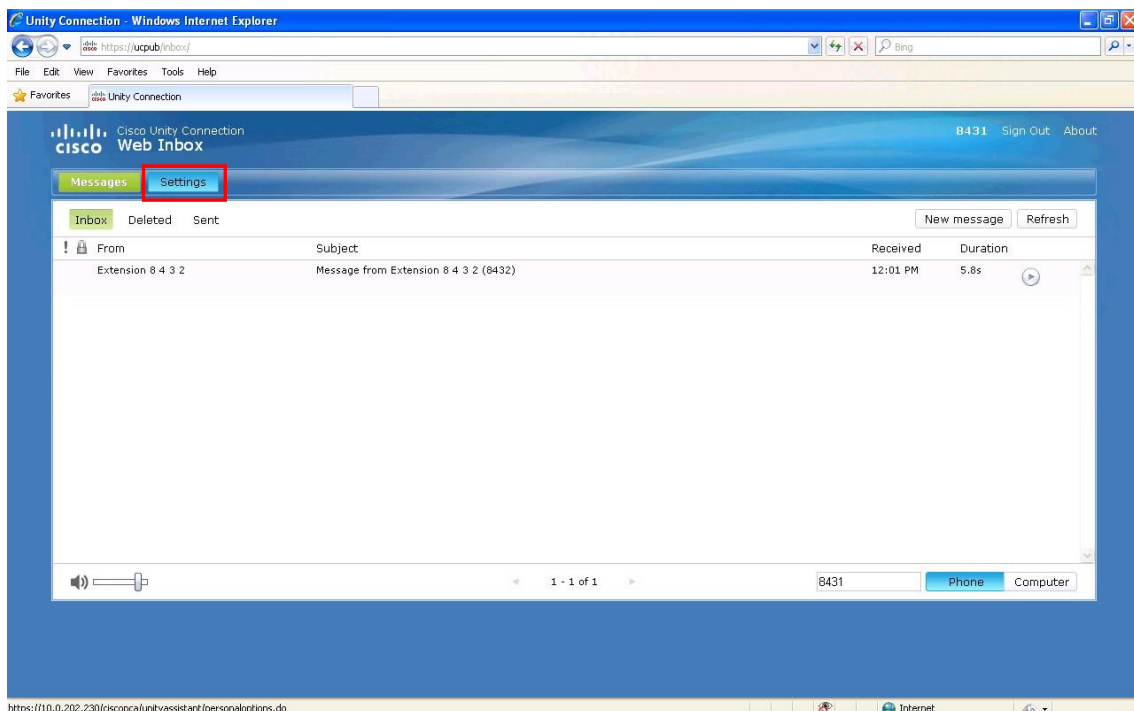 Unity Connection - Windows Internet Explorer
https://ucpub/inbox/
Bing
File Edit View Favorites Tools Help
Favorites
Unity Connection
Cisco Unity Connection
cisco Web Inbox
8431 Sign Out About
Messages Settings
Inbox Deleted Sent
New message Refresh
! From Subject Received Duration
Extension 8 4 3 2 Message from Extension 8 4 3 2 (8432) 12:01 PM 5.8s
1 - 1 of 1
8431 Phone Computer
https://10.0.202.230/ciscopca/unityassistant/personaloptions.do
Internet